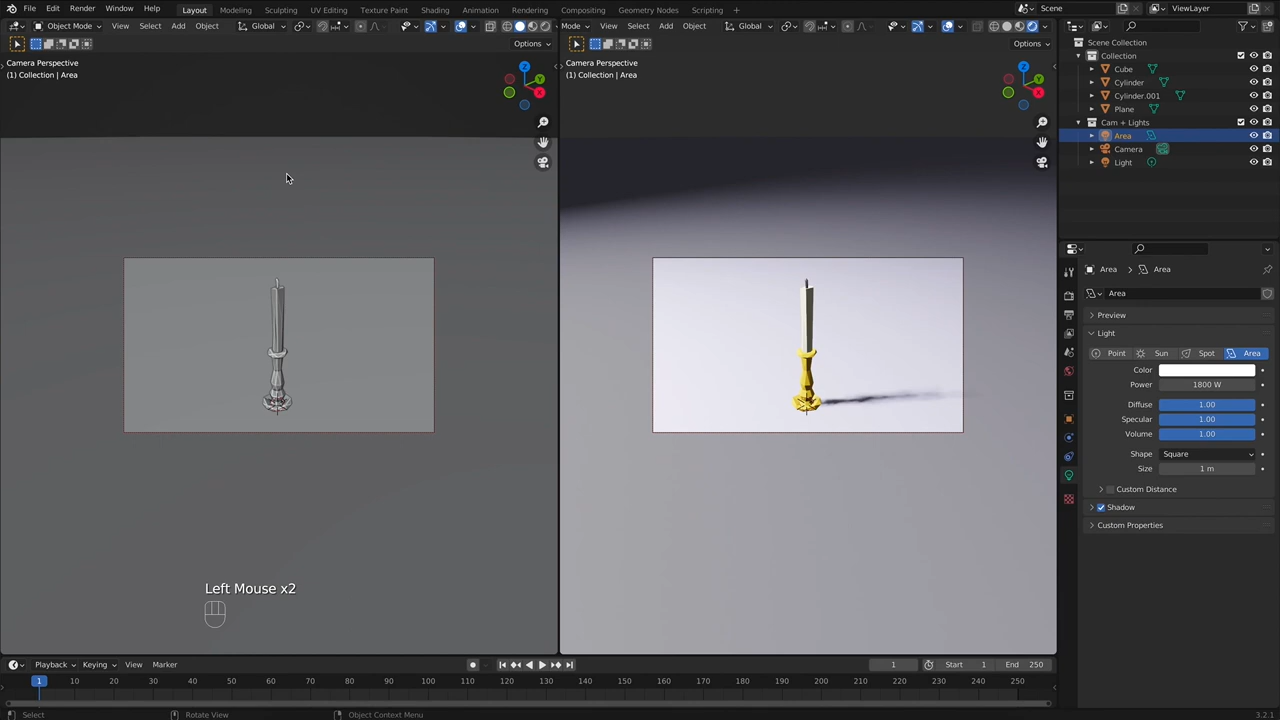 File Edit Render Window Help Layout Modeling Sculpting UV Editing Texture Paint Shading Animation Rendering Compositing Geometry Nodes Scripting Scene ViewLayer
Object Mode View Select Add Object Global
Mode View Select Add Object Global
Options
Options
Camera Perspective
(1) Collection | Area
Z
Y
X
Camera Perspective
(1) Collection | Area
Z
Y
X
Left Mouse x2
Scene Collection
Collection
Cube
Cylinder
Cylinder.001
Plane
Cam + Lights
Area
Camera
Light
Area Area
Area
Preview
Light
Point Sun Spot Area
Color
Power 1800 W
Diffuse 1.00
Specular 1.00
Volume 1.00
Shape Square
Size 1 m
Custom Distance
Shadow
Custom Properties
Playback Keying View Marker 1 Start 1 End 250
1 10 20 30 40 50 60 70 80 90 100 110 120 130 140 150 160 170 180 190 200 210 220 230 240 250
Select Rotate View Object Context Menu 3.2.1